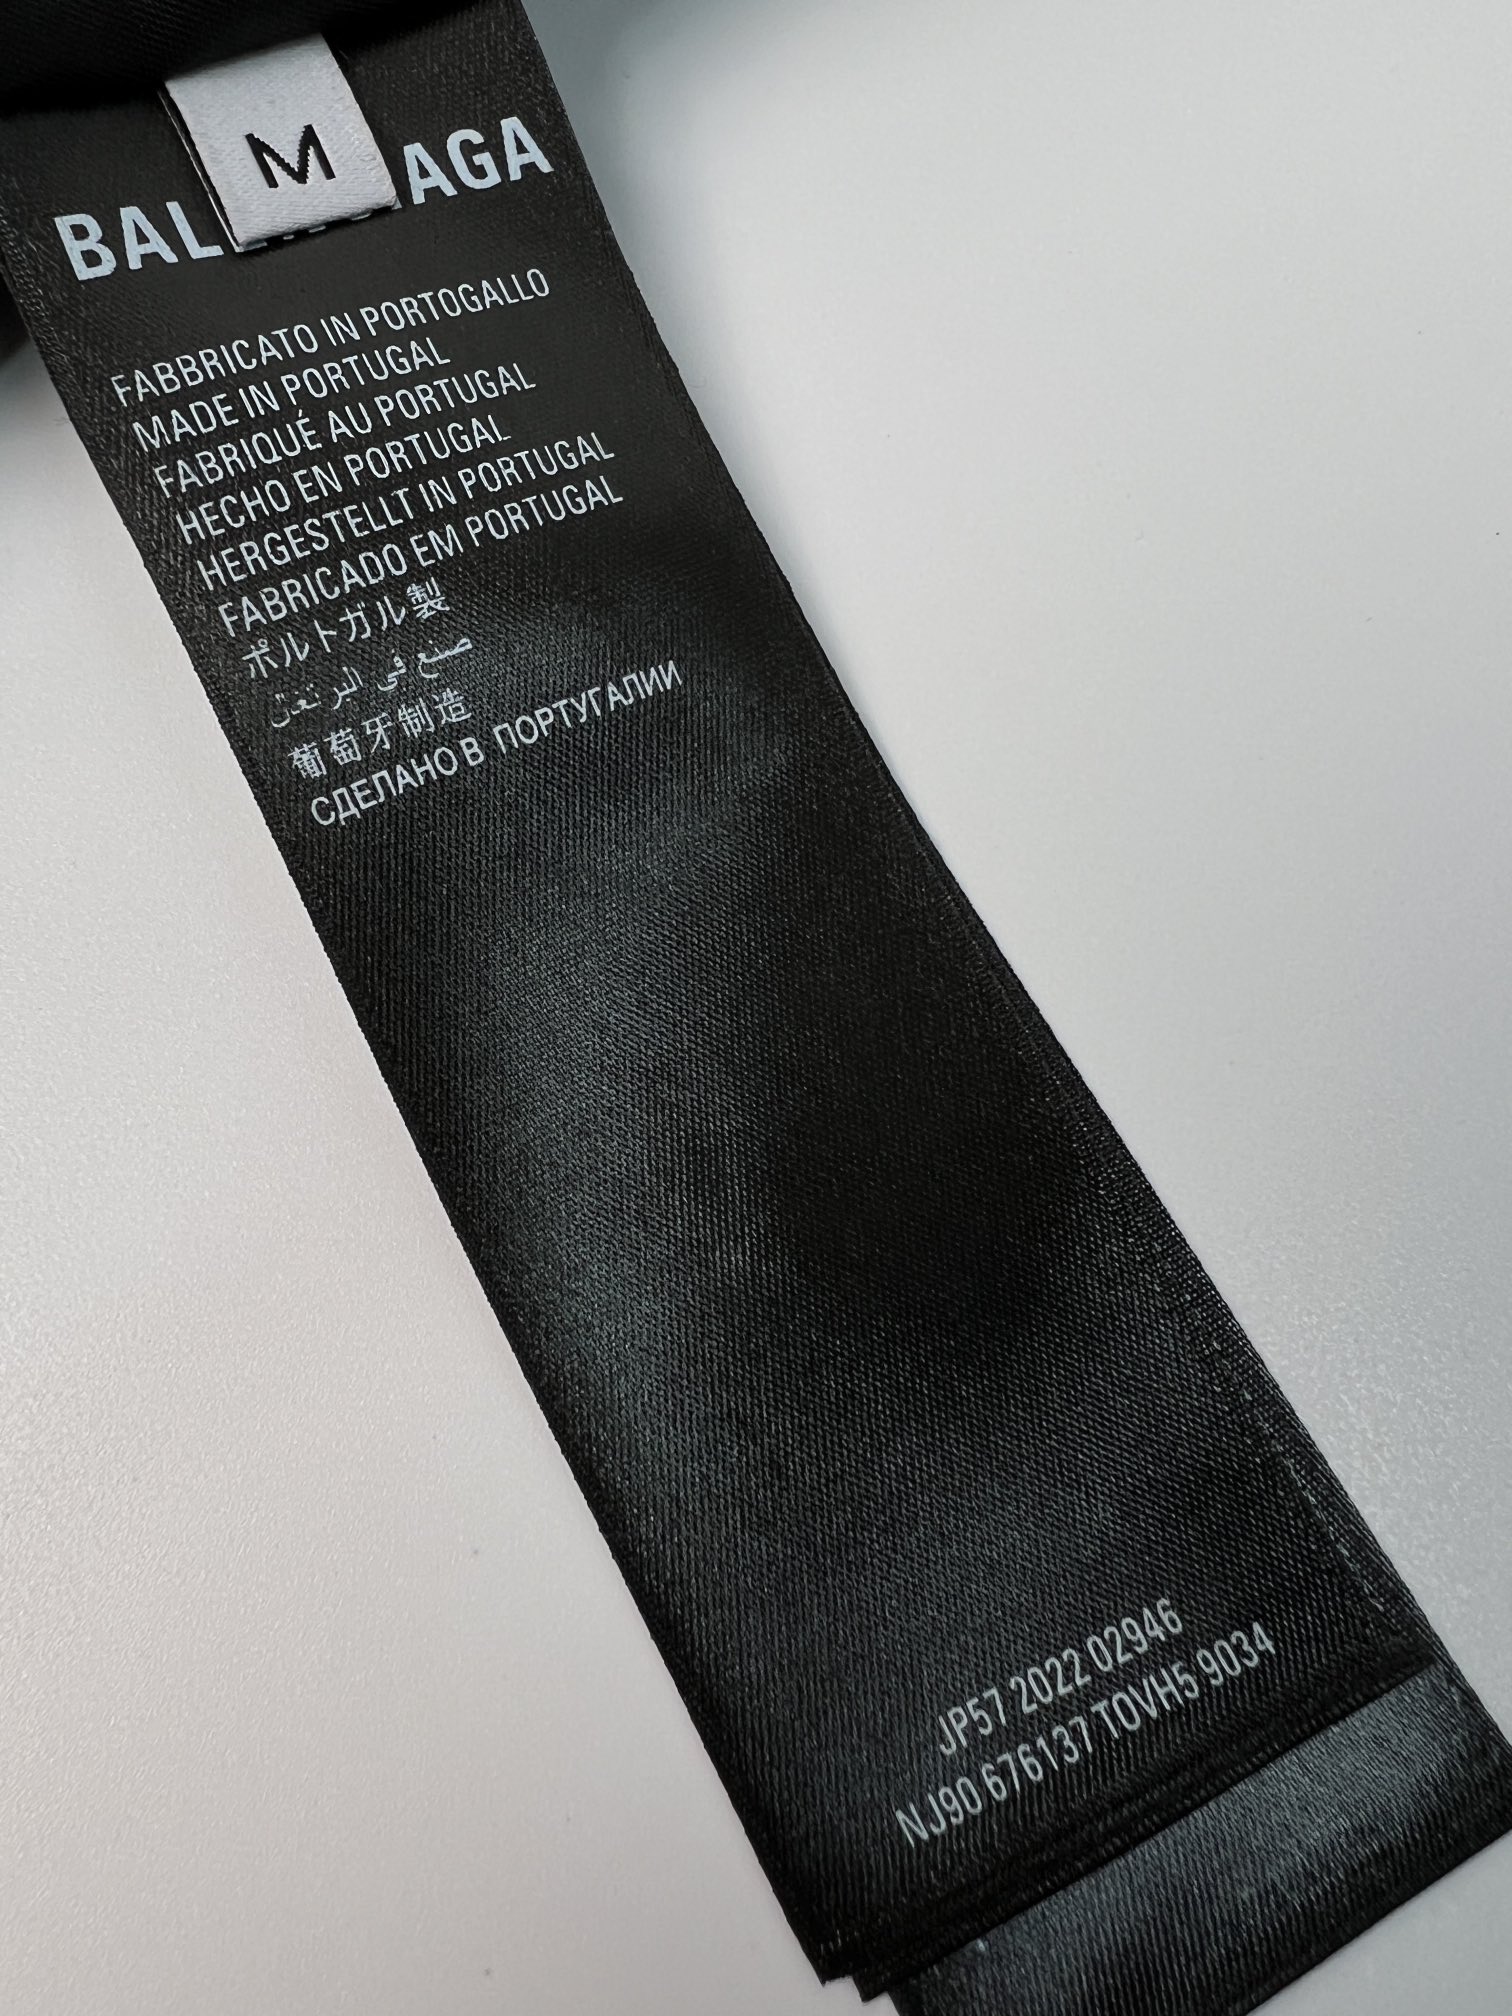 M
BAL AGA
FABBRICATO IN PORTOGALLO
MADE IN PORTUGAL
FABRIQUÉ AU PORTUGAL
HECHO EN PORTUGAL
HERGESTELLT IN PORTUGAL
FABRICADO EM PORTUGAL
ポルトガル製
صنع في البرتغال
葡萄牙制造
СДЕЛАНО В ПОРТУГАЛИИ
JP57 2022 02946
NJ90 676137 TOVH5 9034